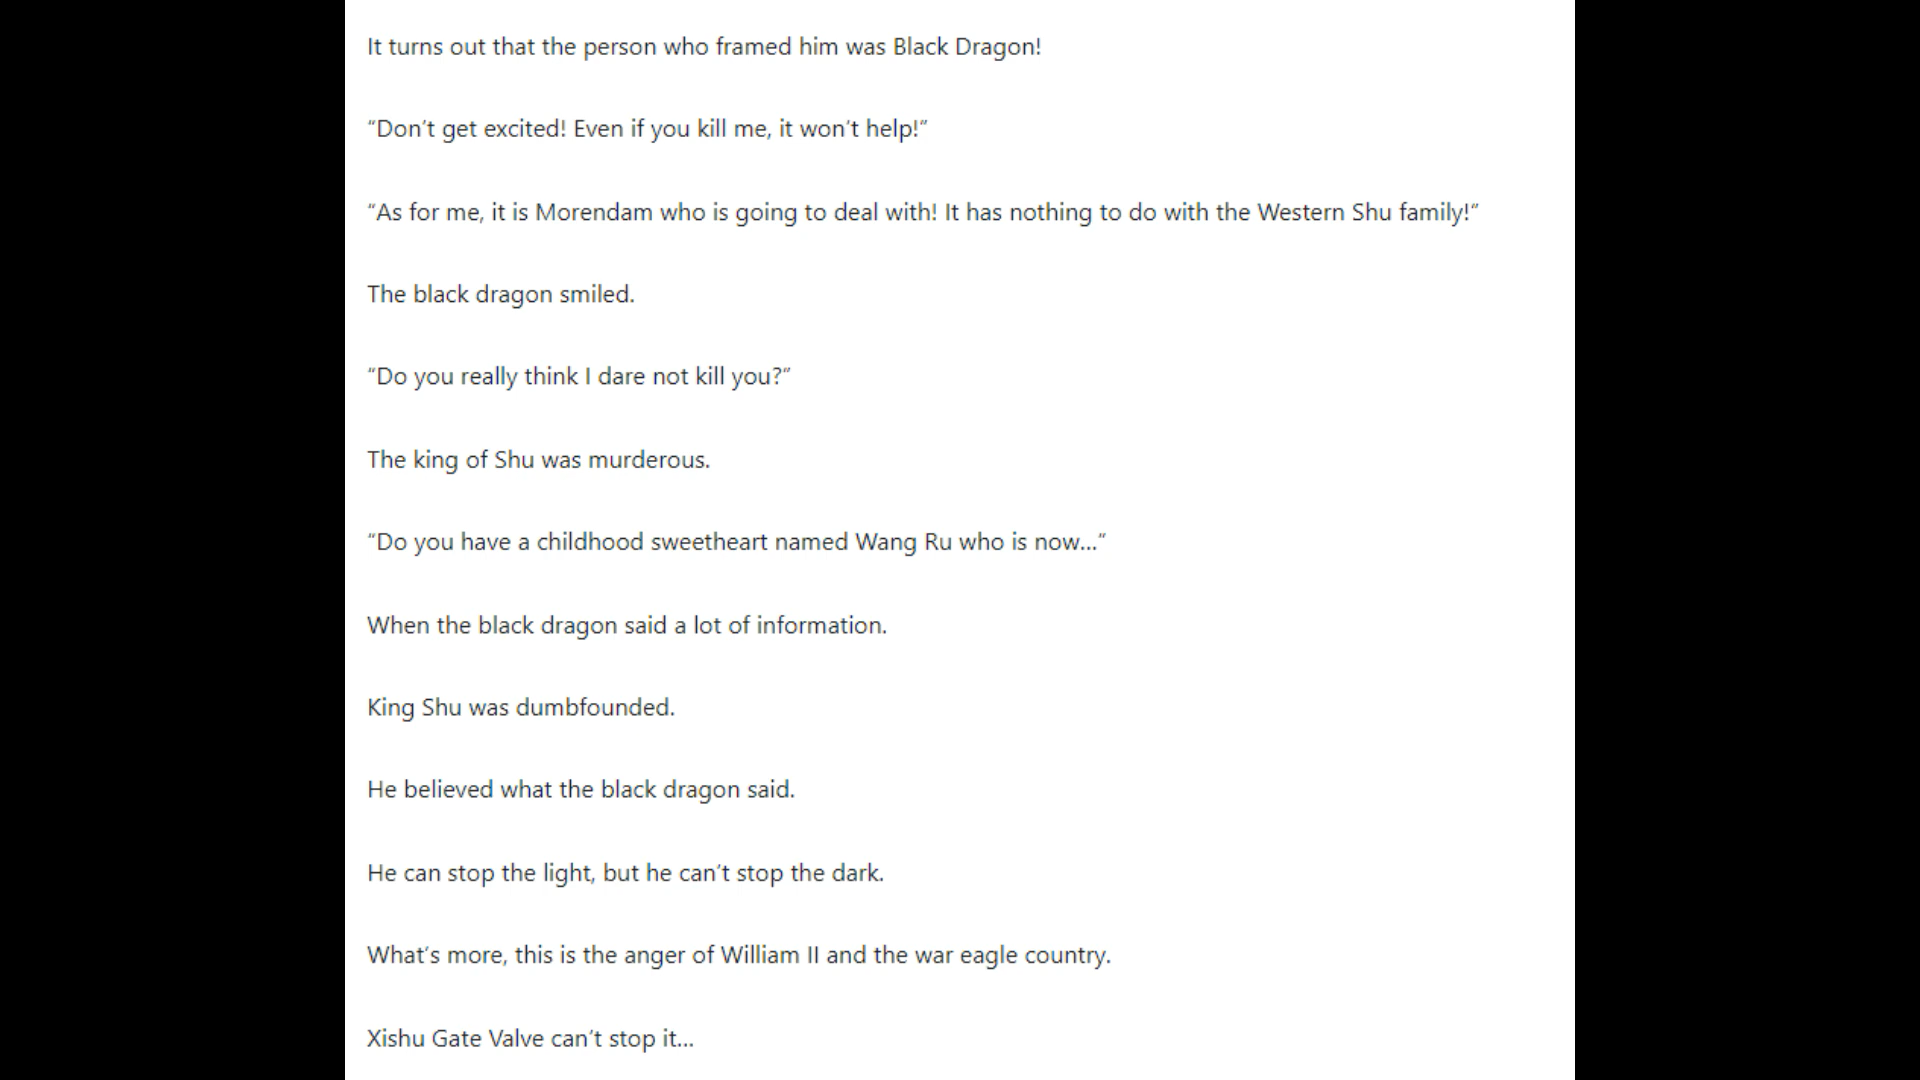 It turns out that the person who framed him was Black Dragon!
“Don’t get excited! Even if you kill me, it won’t help!”
“As for me, it is Morendam who is going to deal with! It has nothing to do with the Western Shu family!”
The black dragon smiled.
“Do you really think I dare not kill you?”
The king of Shu was murderous.
“Do you have a childhood sweetheart named Wang Ru who is now...”
When the black dragon said a lot of information.
King Shu was dumbfounded.
He believed what the black dragon said.
He can stop the light, but he can’t stop the dark.
What’s more, this is the anger of William II and the war eagle country.
Xishu Gate Valve can’t stop it...